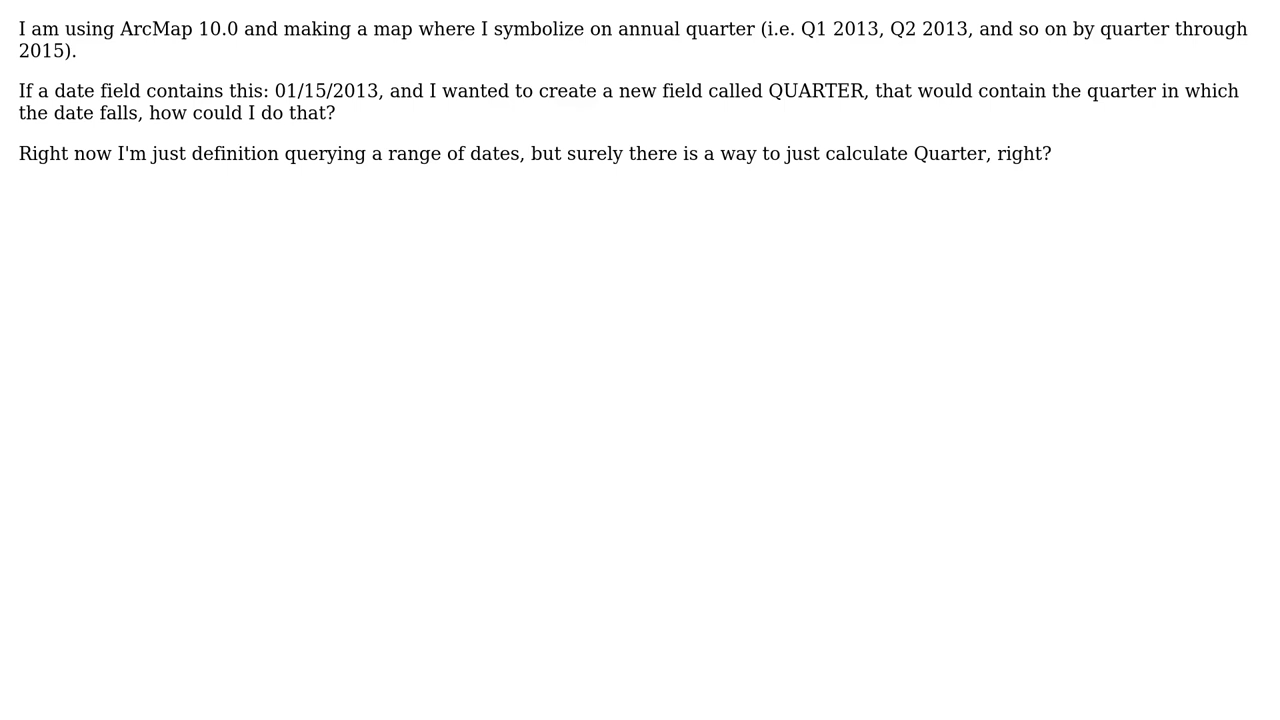 I am using ArcMap 10.0 and making a map where I symbolize on annual quarter (i.e. Q1 2013, Q2 2013, and so on by quarter through
2015).
If a date field contains this: 01/15/2013, and I wanted to create a new field called QUARTER, that would contain the quarter in which
the date falls, how could I do that?
Right now I'm just definition querying a range of dates, but surely there is a way to just calculate Quarter, right?